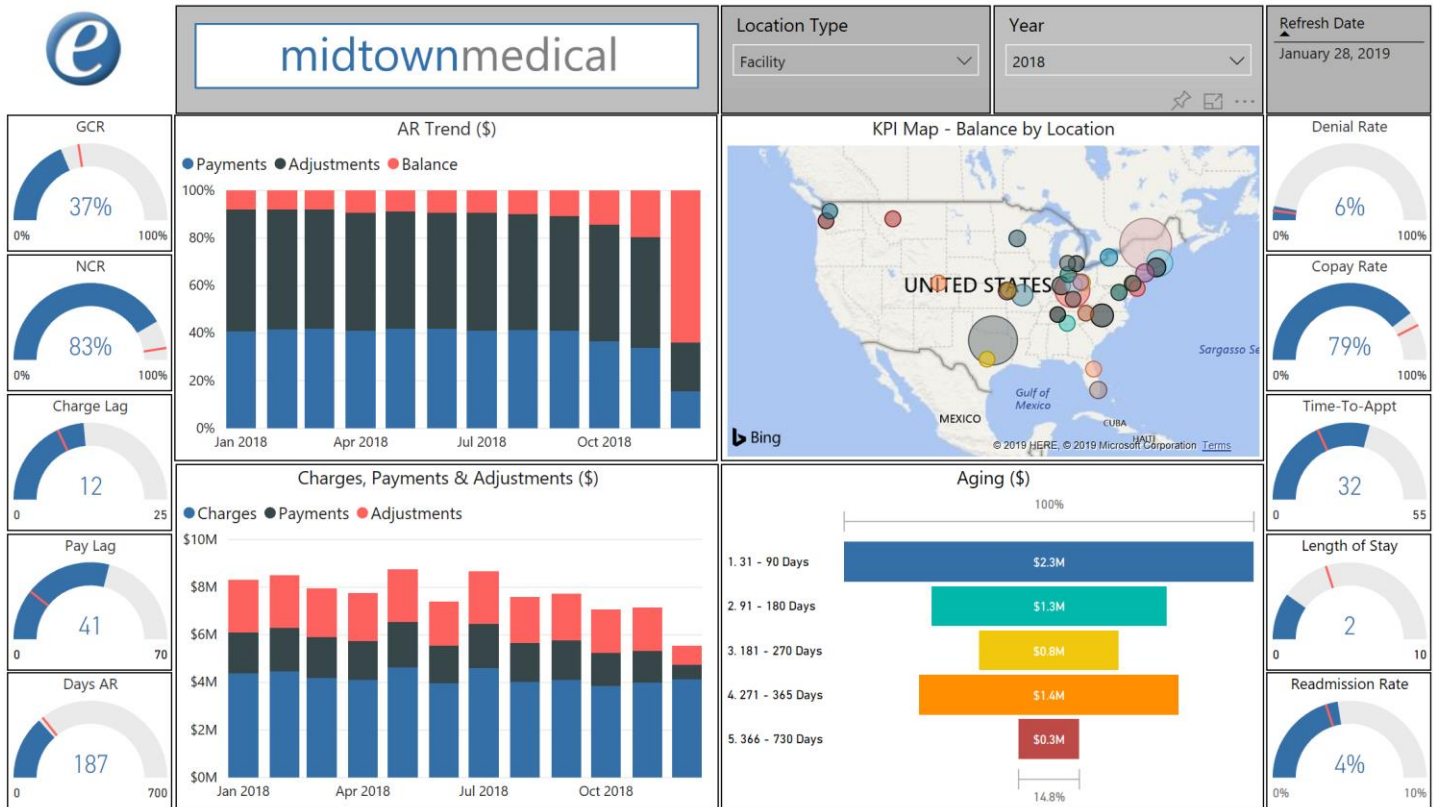 e
midtownmedical
Location Type
Facility
Year
2018
Refresh Date
January 28, 2019
GCR
37%
0% 100%
NCR
83%
0% 100%
Charge Lag
12
0 25
Pay Lag
41
0 70
Days AR
187
0 700
AR Trend ($)
Payments Adjustments Balance
100%
80%
60%
40%
20%
0%
Jan 2018 Apr 2018 Jul 2018 Oct 2018
Charges, Payments & Adjustments ($)
Charges Payments Adjustments
$10M
$8M
$6M
$4M
$2M
$0M
Jan 2018 Apr 2018 Jul 2018 Oct 2018
KPI Map - Balance by Location
UNITED STATES
Sargasso Se
Gulf of
Mexico
MEXICO
CUBA
HAITI
Bing
© 2019 HERE, © 2019 Microsoft Corporation Terms
Aging ($)
100%
1. 31 - 90 Days $2.3M
2. 91 - 180 Days $1.3M
3. 181 - 270 Days $0.8M
4. 271 - 365 Days $1.4M
5. 366 - 730 Days $0.3M
14.8%
Denial Rate
6%
0% 100%
Copay Rate
79%
0% 100%
Time-To-Appt
32
0 55
Length of Stay
2
0 10
Readmission Rate
4%
0% 10%